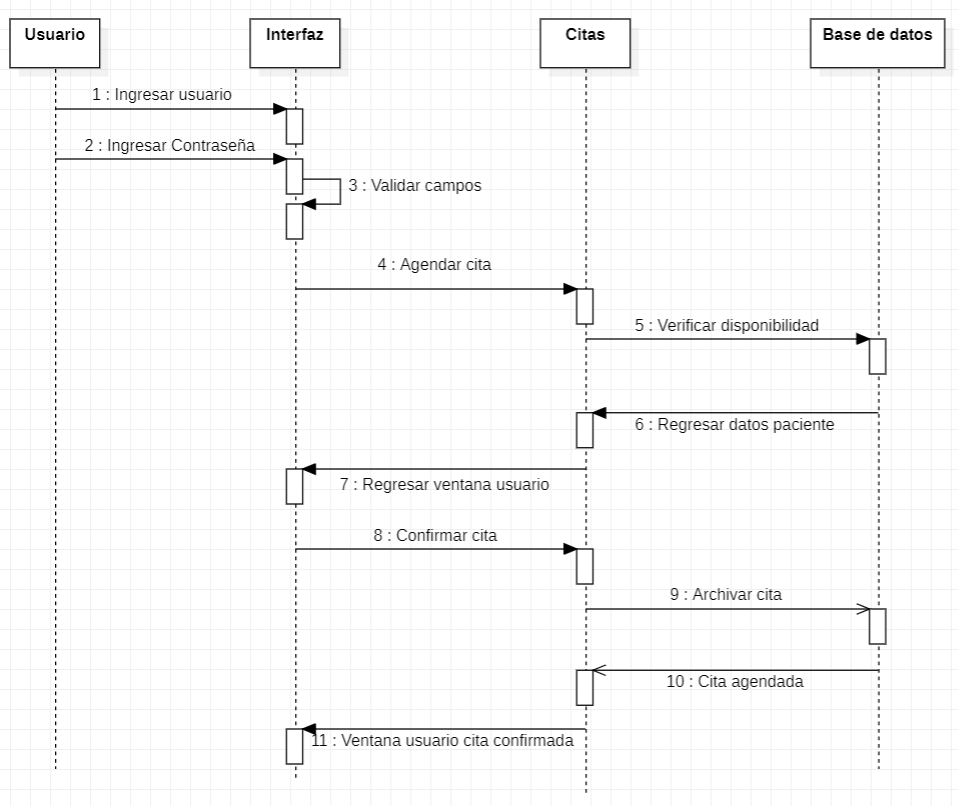 Usuario
Interfaz
Citas
Base de datos
1 : Ingresar usuario
2 : Ingresar Contraseña
3 : Validar campos
4 : Agendar cita
5 : Verificar disponibilidad
6 : Regresar datos paciente
7 : Regresar ventana usuario
8 : Confirmar cita
9 : Archivar cita
10 : Cita agendada
11 : Ventana usuario cita confirmada